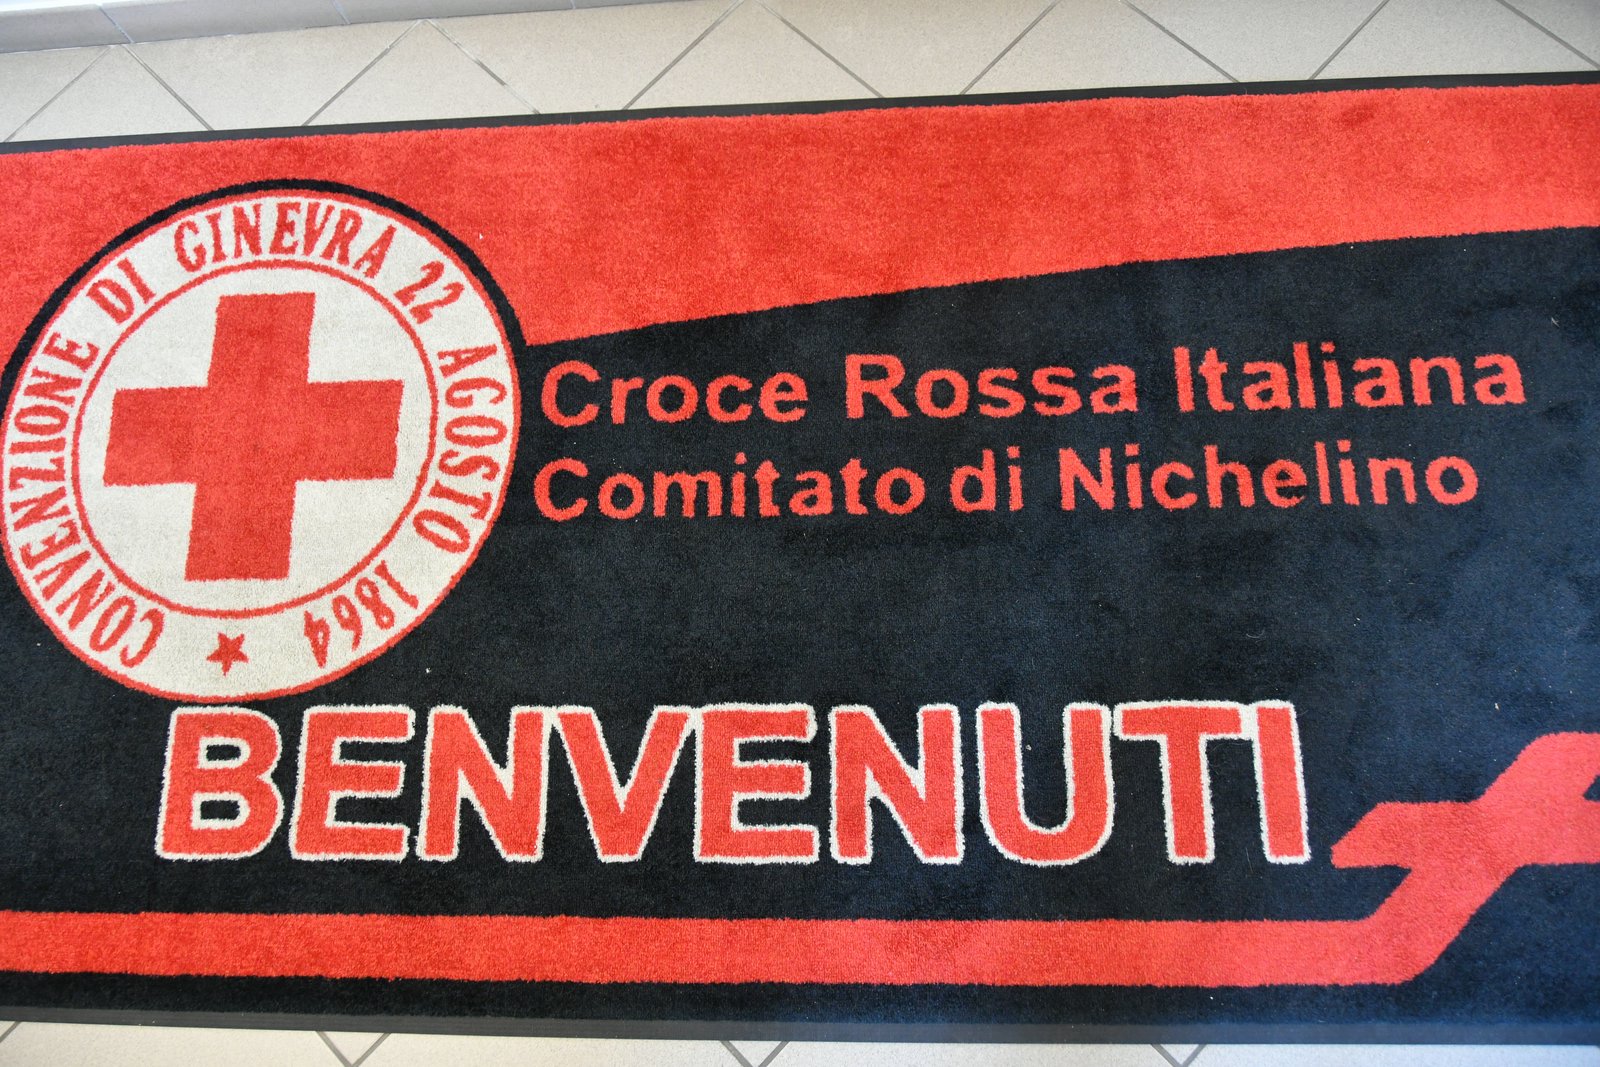 CONVENZIONE DI GINEVRA 22 AGOSTO 1864
Croce Rossa Italiana
Comitato di Nichelino
BENVENUTI